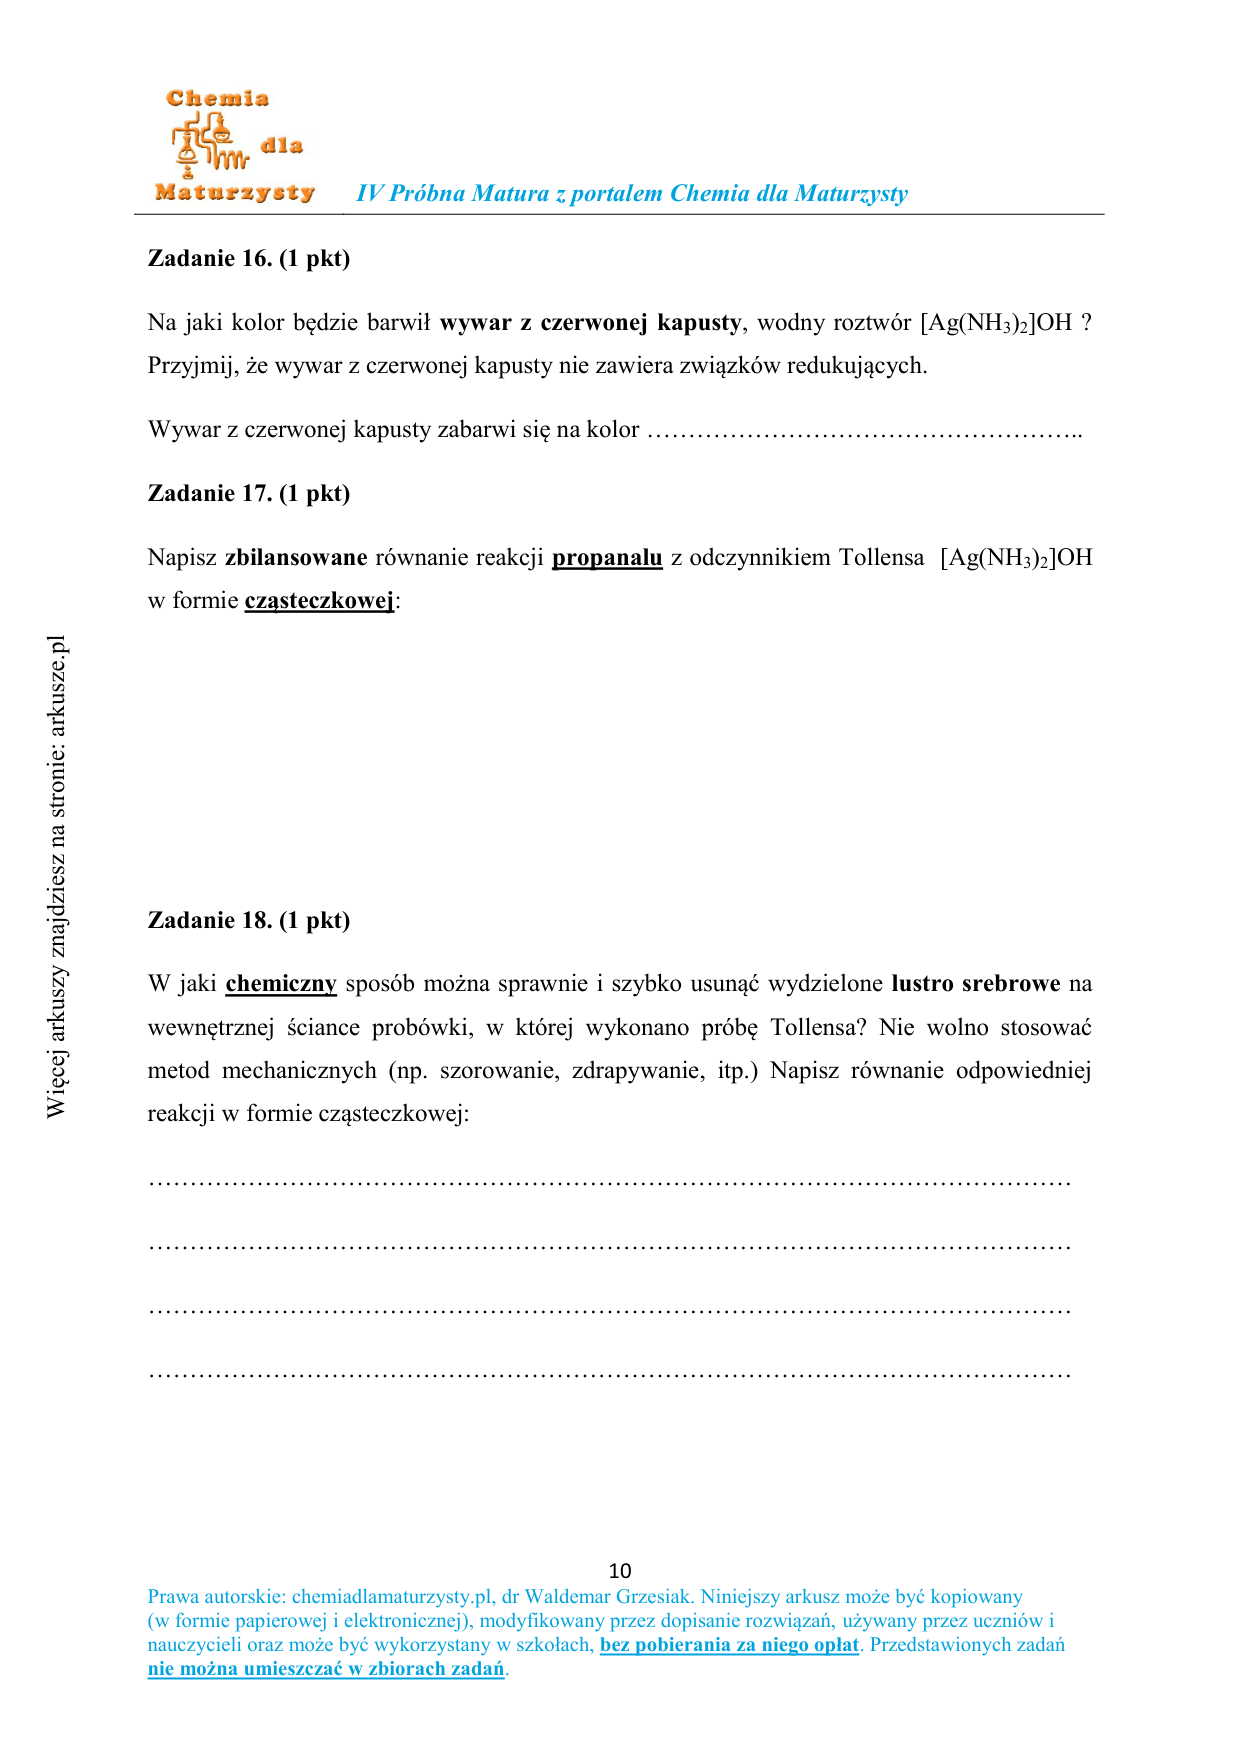 Chemia
dla
Maturzysty
IV Próbna Matura z portalem Chemia dla Maturzysty
Zadanie 16. (1 pkt)
Na jaki kolor będzie barwił wywar z czerwonej kapusty, wodny roztwór [Ag(NH₃)₂]OH ?
Przyjmij, że wywar z czerwonej kapusty nie zawiera związków redukujących.
Wywar z czerwonej kapusty zabarwi się na kolor ……………………………………………..
Zadanie 17. (1 pkt)
Napisz zbilansowane równanie reakcji propanalu z odczynnikiem Tollensa [Ag(NH₃)₂]OH
w formie cząsteczkowej:
Zadanie 18. (1 pkt)
W jaki chemiczny sposób można sprawnie i szybko usunąć wydzielone lustro srebrowe na
wewnętrznej ściance probówki, w której wykonano próbę Tollensa? Nie wolno stosować
metod mechanicznych (np. szorowanie, zdrapywanie, itp.) Napisz równanie odpowiedniej
reakcji w formie cząsteczkowej:
…………………………………………………………………………………………………
…………………………………………………………………………………………………
…………………………………………………………………………………………………
…………………………………………………………………………………………………
Więcej arkuszy znajdziesz na stronie: arkusze.pl
10
Prawa autorskie: chemiadlamaturzysty.pl, dr Waldemar Grzesiak. Niniejszy arkusz może być kopiowany
(w formie papierowej i elektronicznej), modyfikowany przez dopisanie rozwiązań, używany przez uczniów i
nauczycieli oraz może być wykorzystany w szkołach, bez pobierania za niego opłat. Przedstawionych zadań
nie można umieszczać w zbiorach zadań.